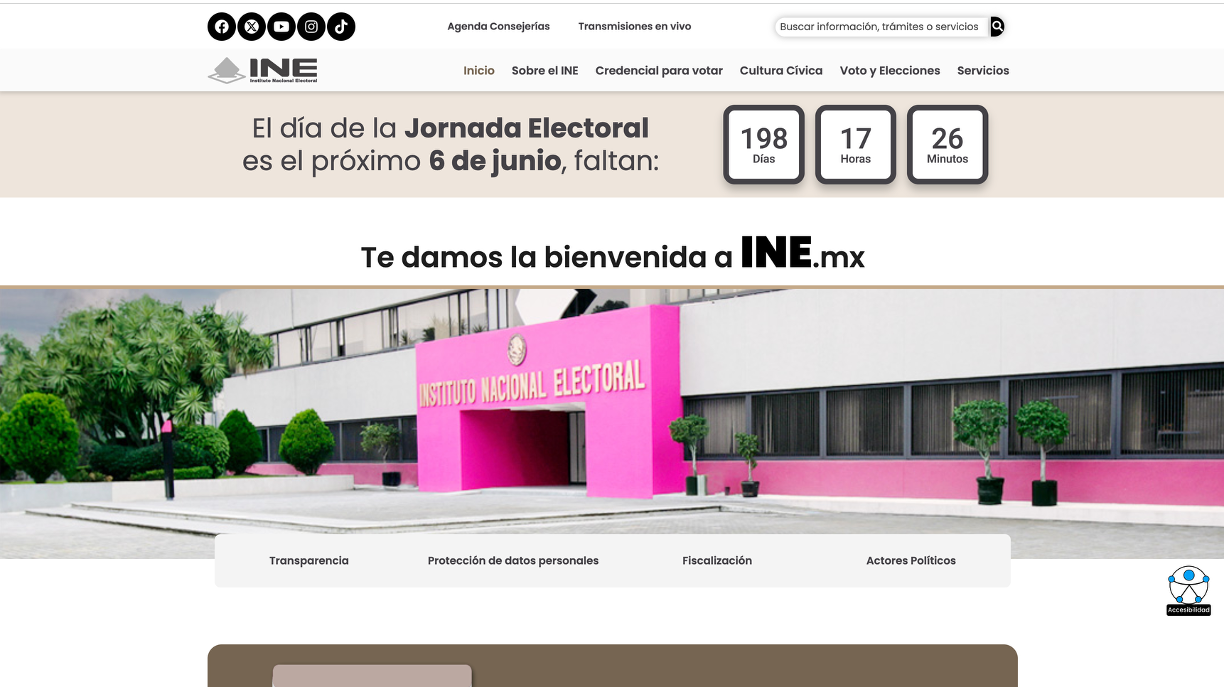 Agenda Consejerías
Transmisiones en vivo
Buscar información, trámites o servicios
INE
Instituto Nacional Electoral
Inicio
Sobre el INE
Credencial para votar
Cultura Cívica
Voto y Elecciones
Servicios
El día de la Jornada Electoral
es el próximo 6 de junio, faltan:
198
Días
17
Horas
26
Minutos
Te damos la bienvenida a INE.mx
INSTITUTO NACIONAL ELECTORAL
Transparencia
Protección de datos personales
Fiscalización
Actores Políticos
Accesibilidad